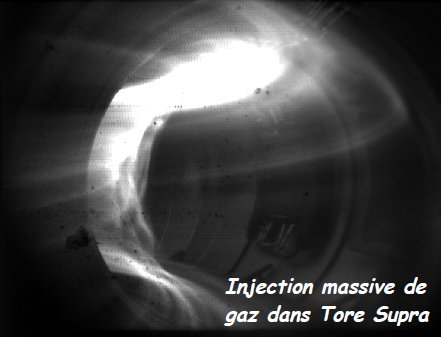 Injection massive de
gaz dans Tore Supra